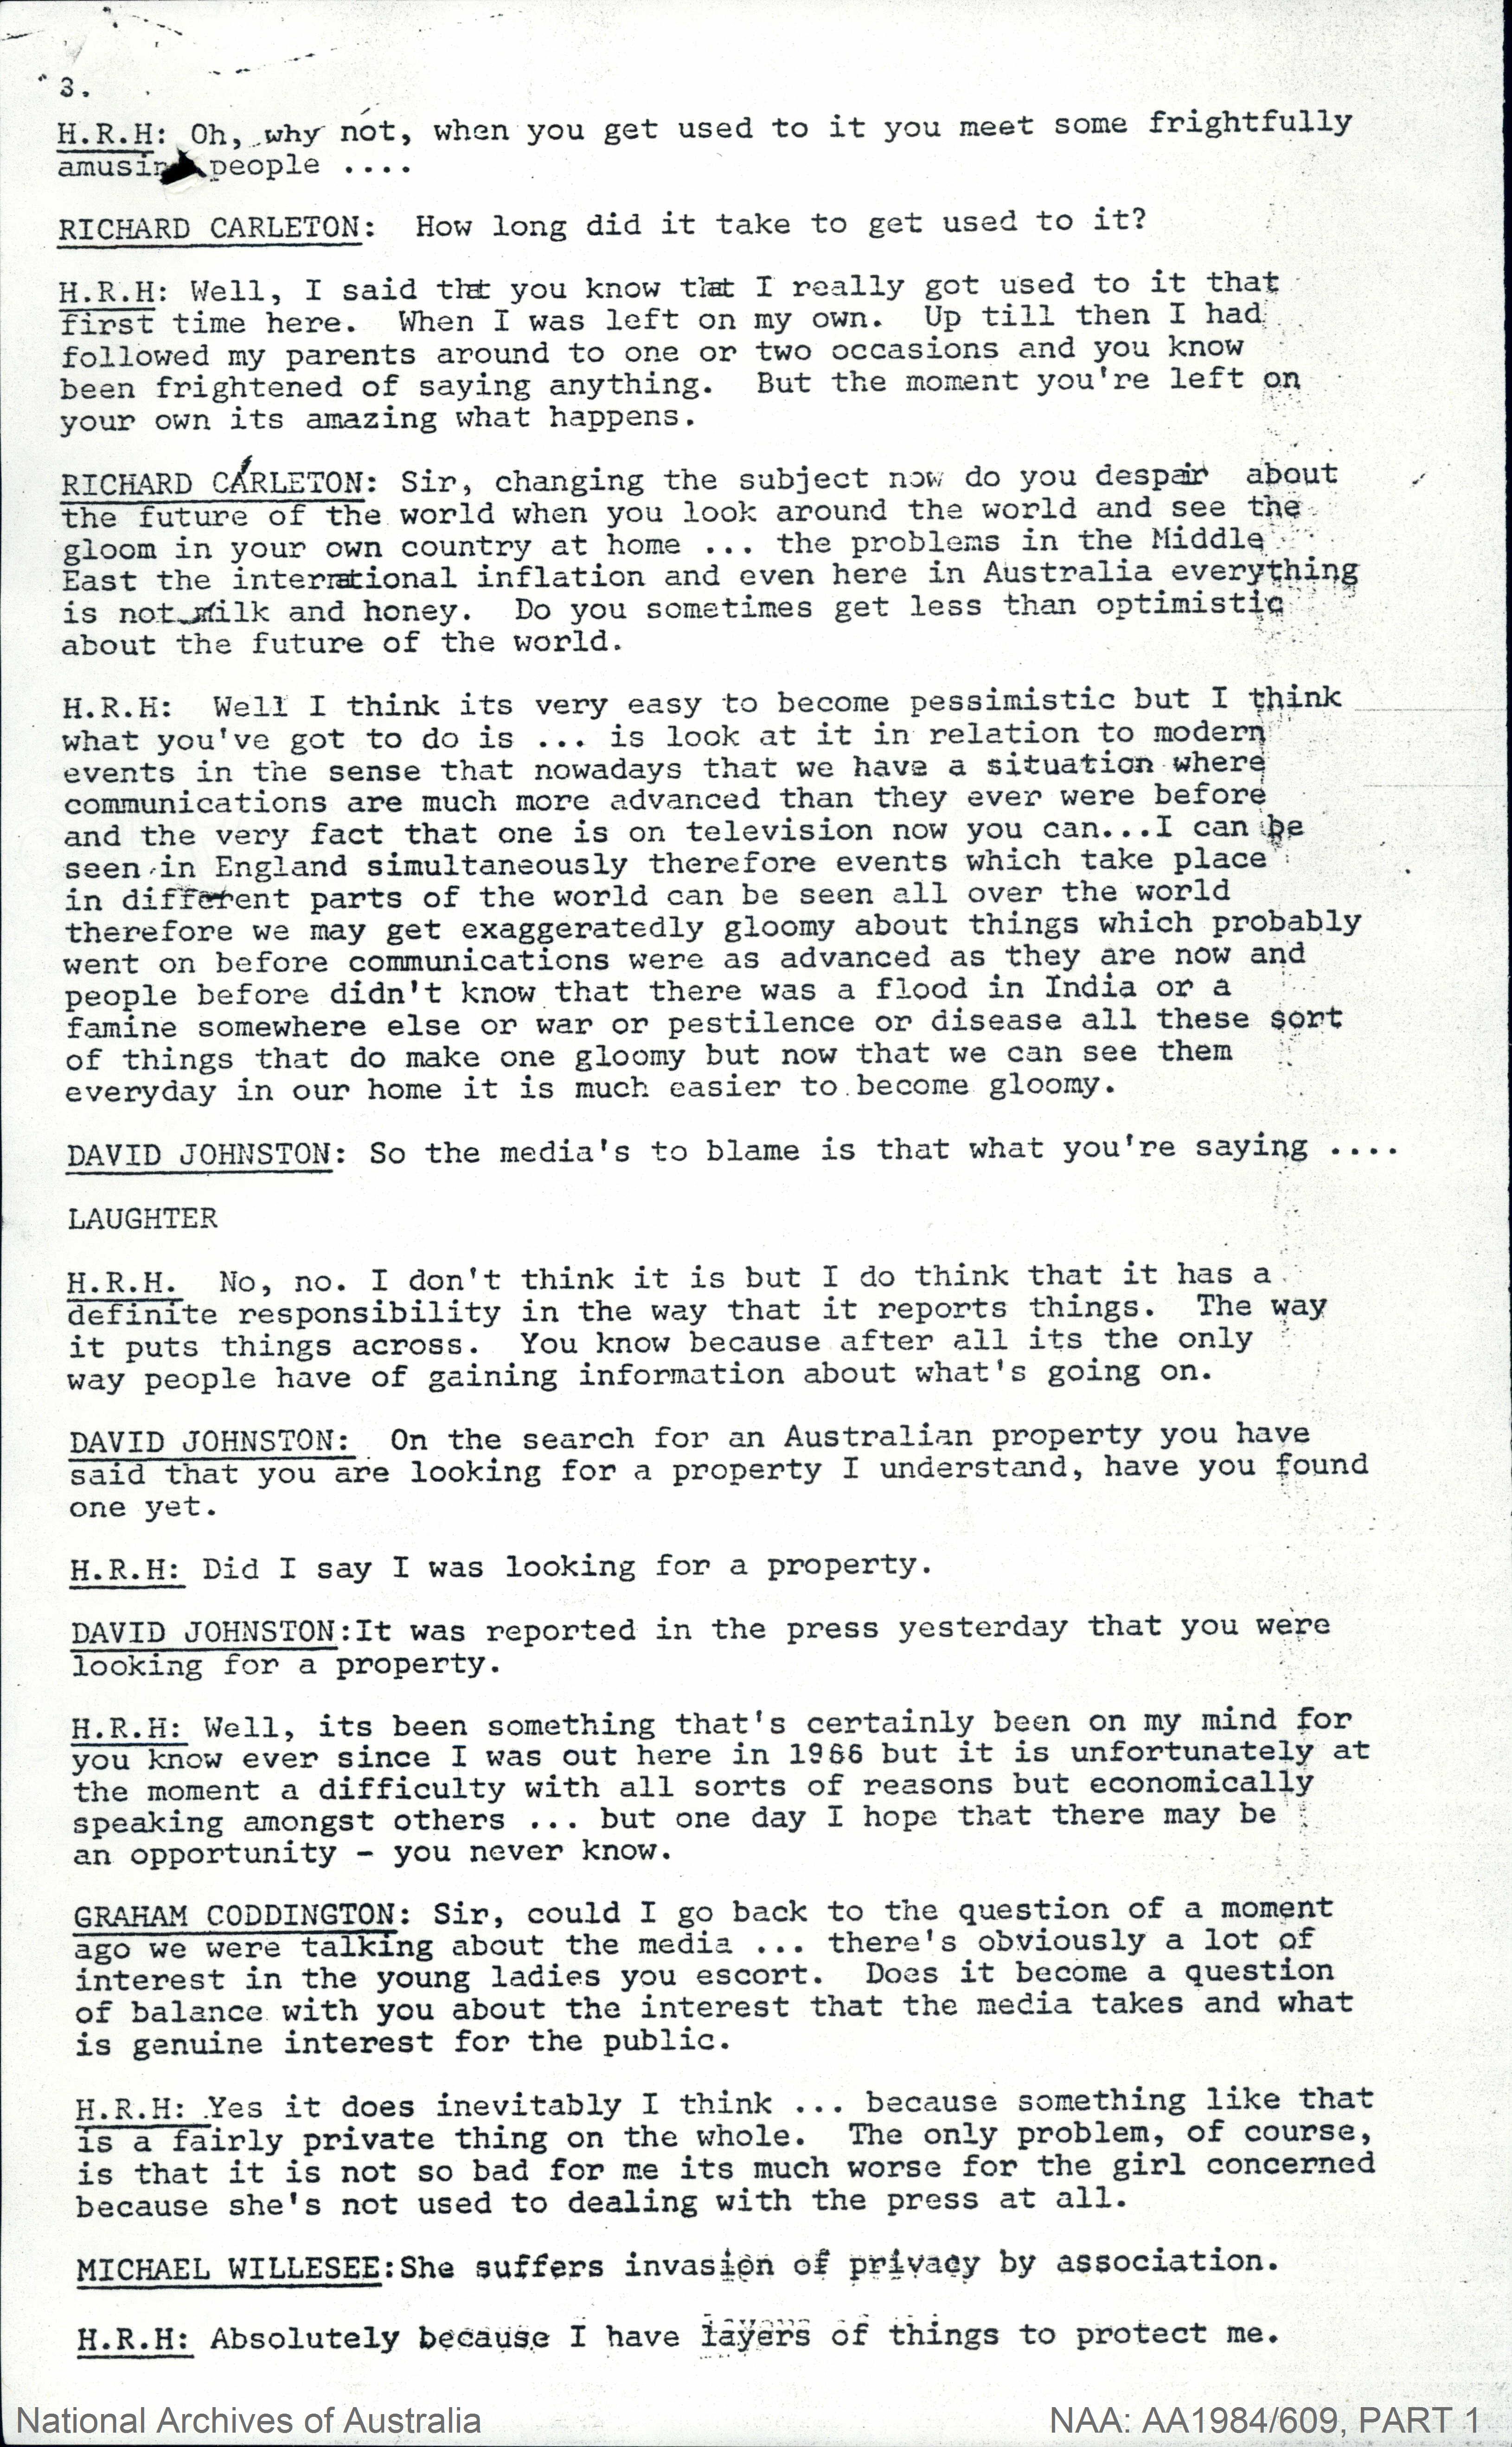 3.
H.R.H: Oh, why not, when you get used to it you meet some frightfully
people ....
RICHARD CARLETON: How long did it take to get used to it?
H.R.H: Well, I said that you know that I really got used to it that
first time here. When I was left on my own. Up till then I had
followed my parents around to one or two occasions and you know
been frightened of saying anything. But the moment you're left on
your own its amazing what happens.
RICHARD CARLETON: Sir, changing the subject now do you despair about
the future of the world when you look around the world and see the
gloom in your own country at home ... the problems in the Middle
East the international inflation and even here in Australia everything
is not milk and honey. Do you sometimes get less than optimistic
about the future of the world.
H.R.H: Well I think its very easy to become pessimistic but I think
what you've got to do is ... is look at it in relation to modern
events in the sense that nowadays that we have a situation where
communications are much more advanced than they ever were before
and the very fact that one is on television now you can...I can be
seen in England simultaneously therefore events which take place
in different parts of the world can be seen all over the world
therefore we may get exaggeratedly gloomy about things which probably
went on before communications were as advanced as they are now and
people before didn't know that there was a flood in India or a
famine somewhere else or war or pestilence or disease all these sort
of things that do make one gloomy but now that we can see them
everyday in our home it is much easier to become gloomy.
DAVID JOHNSTON: So the media's to blame is that what you're saying ....
LAUGHTER
H.R.H. No, no. I don't think it is but I do think that it has a
definite responsibility in the way that it reports things. The way
it puts things across. You know because after all its the only
way people have of gaining information about what's going on.
DAVID JOHNSTON: On the search for an Australian property you have
said that you are looking for a property I understand, have you found
one yet.
H.R.H: Did I say I was looking for a property.
DAVID JOHNSTON:It was reported in the press yesterday that you were
looking for a property.
H.R.H: Well, its been something that's certainly been on my mind for
you know ever since I was out here in 1966 but it is unfortunately at
the moment a difficulty with all sorts of reasons but economically
speaking amongst others ... but one day I hope that there may be
an opportunity - you never know.
GRAHAM CODDINGTON: Sir, could I go back to the question of a moment
ago we were talking about the media ... there's obviously a lot of
interest in the young ladies you escort. Does it become a question
of balance with you about the interest that the media takes and what
is genuine interest for the public.
H.R.H: Yes it does inevitably I think ... because something like that
is a fairly private thing on the whole. The only problem, of course,
is that it is not so bad for me its much worse for the girl concerned
because she's not used to dealing with the press at all.
MICHAEL WILLESEE:She suffers invasion of privacy by association.
H.R.H: Absolutely because I have layers of things to protect me.
National Archives of Australia
NAA: AA1984/609, PART 1